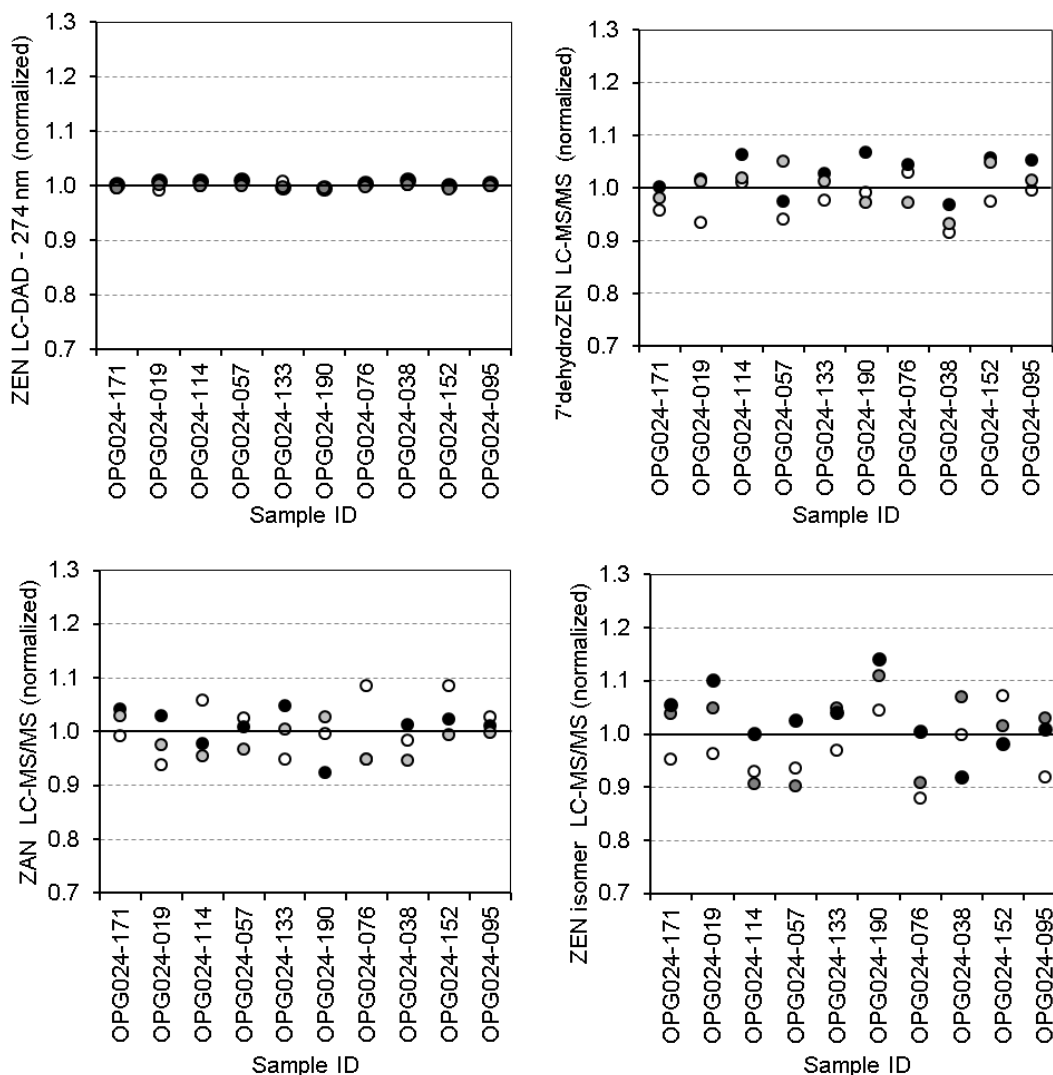 ZEN LC-DAD - 274 nm (normalized)
1.3
1.2
1.1
1.0
0.9
0.8
0.7
OPG024-171
OPG024-019
OPG024-114
OPG024-057
OPG024-133
OPG024-190
OPG024-076
OPG024-038
OPG024-152
OPG024-095
Sample ID
7'dehydroZEN LC-MS/MS (normalized)
1.3
1.2
1.1
1.0
0.9
0.8
0.7
OPG024-171
OPG024-019
OPG024-114
OPG024-057
OPG024-133
OPG024-190
OPG024-076
OPG024-038
OPG024-152
OPG024-095
Sample ID
ZAN LC-MS/MS (normalized)
1.3
1.2
1.1
1.0
0.9
0.8
0.7
OPG024-171
OPG024-019
OPG024-114
OPG024-057
OPG024-133
OPG024-190
OPG024-076
OPG024-038
OPG024-152
OPG024-095
Sample ID
ZEN isomer LC-MS/MS (normalized)
1.3
1.2
1.1
1.0
0.9
0.8
0.7
OPG024-171
OPG024-019
OPG024-114
OPG024-057
OPG024-133
OPG024-190
OPG024-076
OPG024-038
OPG024-152
OPG024-095
Sample ID